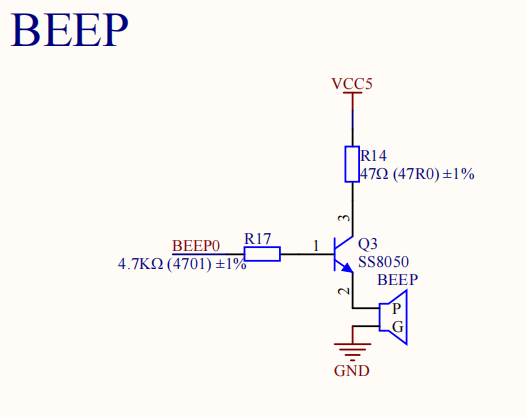 BEEP
VCC5
R14
47Ω (47R0) ±1%
3
BEEP0
R17
1
Q3
4.7KΩ (4701) ±1%
SS8050
BEEP
2
P
G
GND